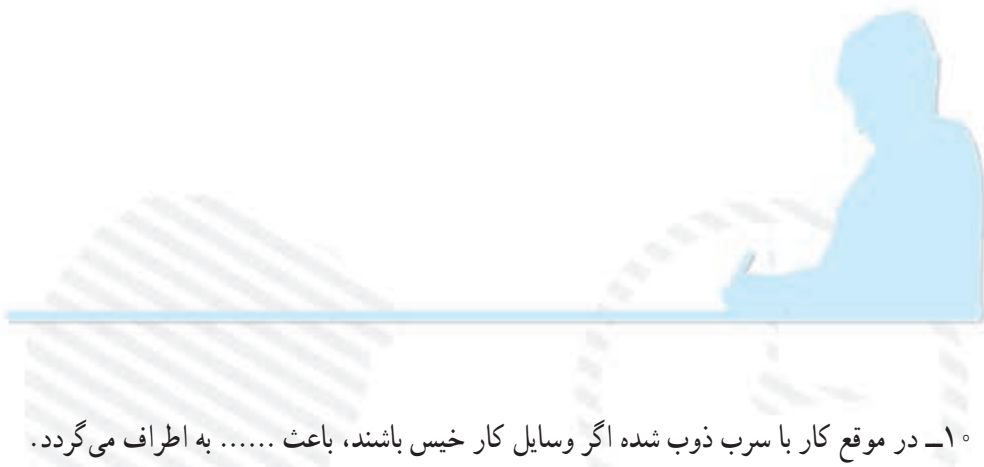 ۱۰ــ در موقع کار با سرب ذوب شده اگر وسایل کار خیس باشند، باعث ...... به اطراف می‌گردد.